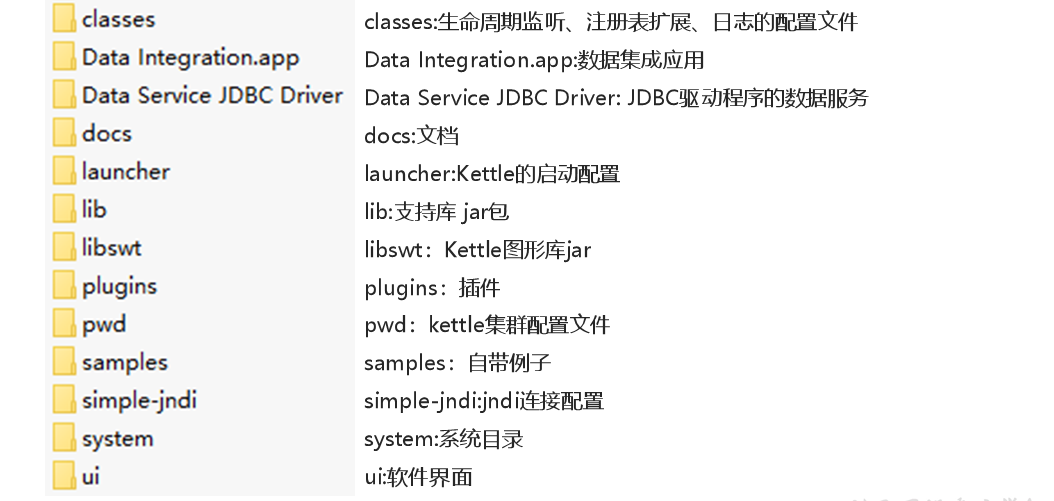 classes classes:生命周期监听、注册表扩展、日志的配置文件
Data Integration.app Data Integration.app:数据集成应用
Data Service JDBC Driver Data Service JDBC Driver: JDBC驱动程序的数据服务
docs docs:文档
launcher launcher:Kettle的启动配置
lib lib:支持库 jar包
libswt libswt：Kettle图形库jar
plugins plugins：插件
pwd pwd：kettle集群配置文件
samples samples：自带例子
simple-jndi simple-jndi:jndi连接配置
system system:系统目录
ui ui:软件界面